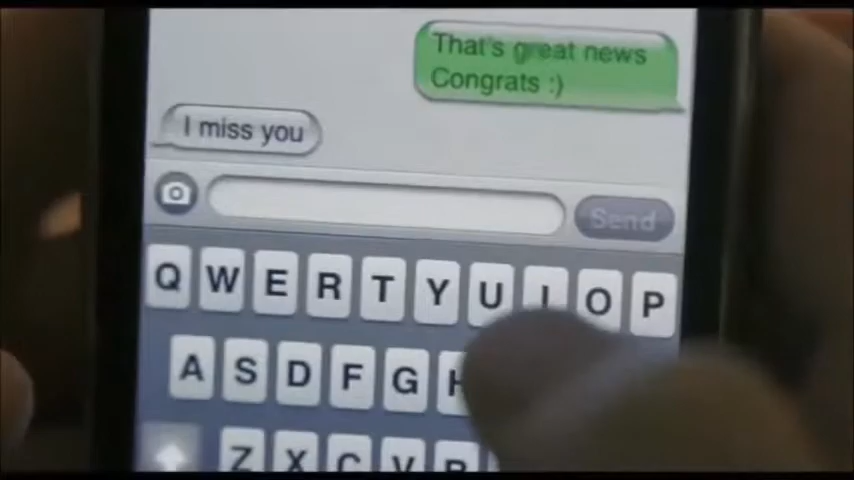 That's great news
Congrats :)
I miss you
Send
Q W E R T Y U I O P
A S D F G H
Z X C V B